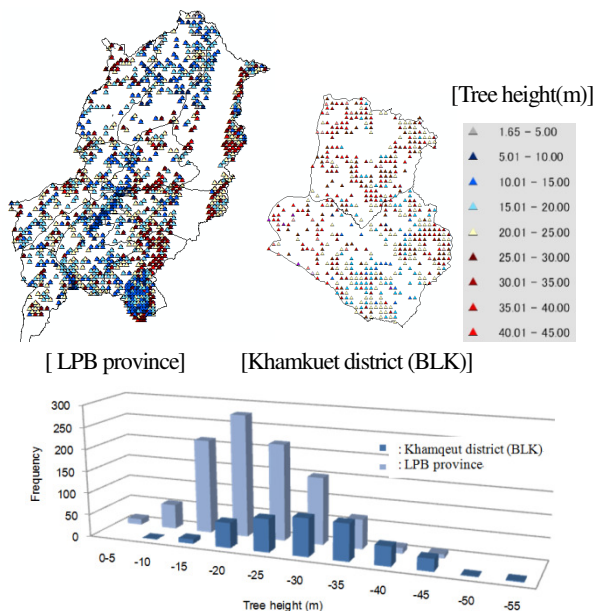 [Tree height(m)]
1.65 - 5.00
5.01 - 10.00
10.01 - 15.00
15.01 - 20.00
20.01 - 25.00
25.01 - 30.00
30.01 - 35.00
35.01 - 40.00
40.01 - 45.00
[ LPB province]
[Khamkuet district (BLK)]
300
250
200
150
100
50
0
Frequency
: Khamqeut district (BLK)
: LPB province
0-5 -10 -15 -20 -25 -30 -35 -40 -45 -50 -55
Tree height (m)